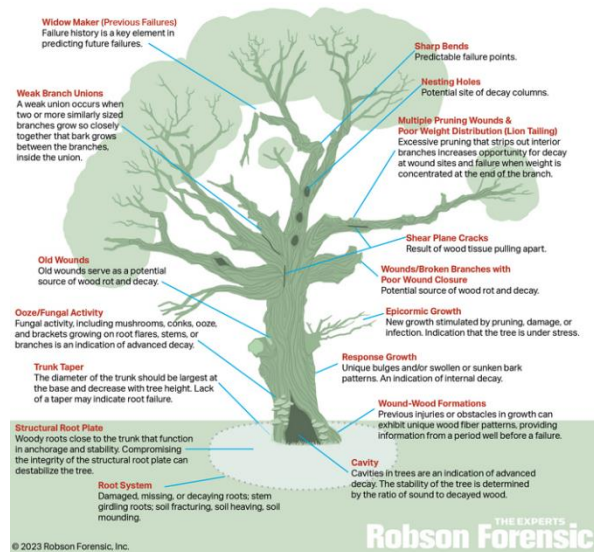 Widow Maker (Previous Failures)
Failure history is a key element in
predicting future failures.
Sharp Bends
Predictable failure points.
Nesting Holes
Potential site of decay columns.
Weak Branch Unions
A weak union occurs when
two or more similarly sized
branches grow so closely
together that bark grows
between the branches,
inside the union.
Multiple Pruning Wounds &
Poor Weight Distribution (Lion Tailing)
Excessive pruning that strips out interior
branches increases opportunity for decay
at wound sites and failure when weight is
concentrated at the end of the branch.
Shear Plane Cracks
Result of wood tissue pulling apart.
Old Wounds
Old wounds serve as a potential
source of wood rot and decay.
Wounds/Broken Branches with
Poor Wound Closure
Potential source of wood rot and decay.
Ooze/Fungal Activity
Fungal activity, including mushrooms, conks, ooze,
and brackets growing on root flares, stems, or
branches is an indication of advanced decay.
Epicormic Growth
New growth stimulated by pruning, damage, or
infection. Indication that the tree is under stress.
Trunk Taper
The diameter of the trunk should be largest at
the base and decrease with tree height. Lack
of a taper may indicate root failure.
Response Growth
Unique bulges and/or swollen or sunken bark
patterns. An indication of internal decay.
Wound-Wood Formations
Previous injuries or obstacles in growth can
exhibit unique wood fiber patterns, providing
information from a period well before a failure.
Structural Root Plate
Woody roots close to the trunk that function
in anchorage and stability. Compromising
the integrity of the structural root plate can
destabilize the tree.
Cavity
Cavities in trees are an indication of advanced
decay. The stability of the tree is determined
by the ratio of sound to decayed wood.
Root System
Damaged, missing, or decaying roots; stem
girdling roots; soil fracturing, soil heaving, soil
mounding.
THE EXPERTS
Robson Forensic
© 2023 Robson Forensic, Inc.